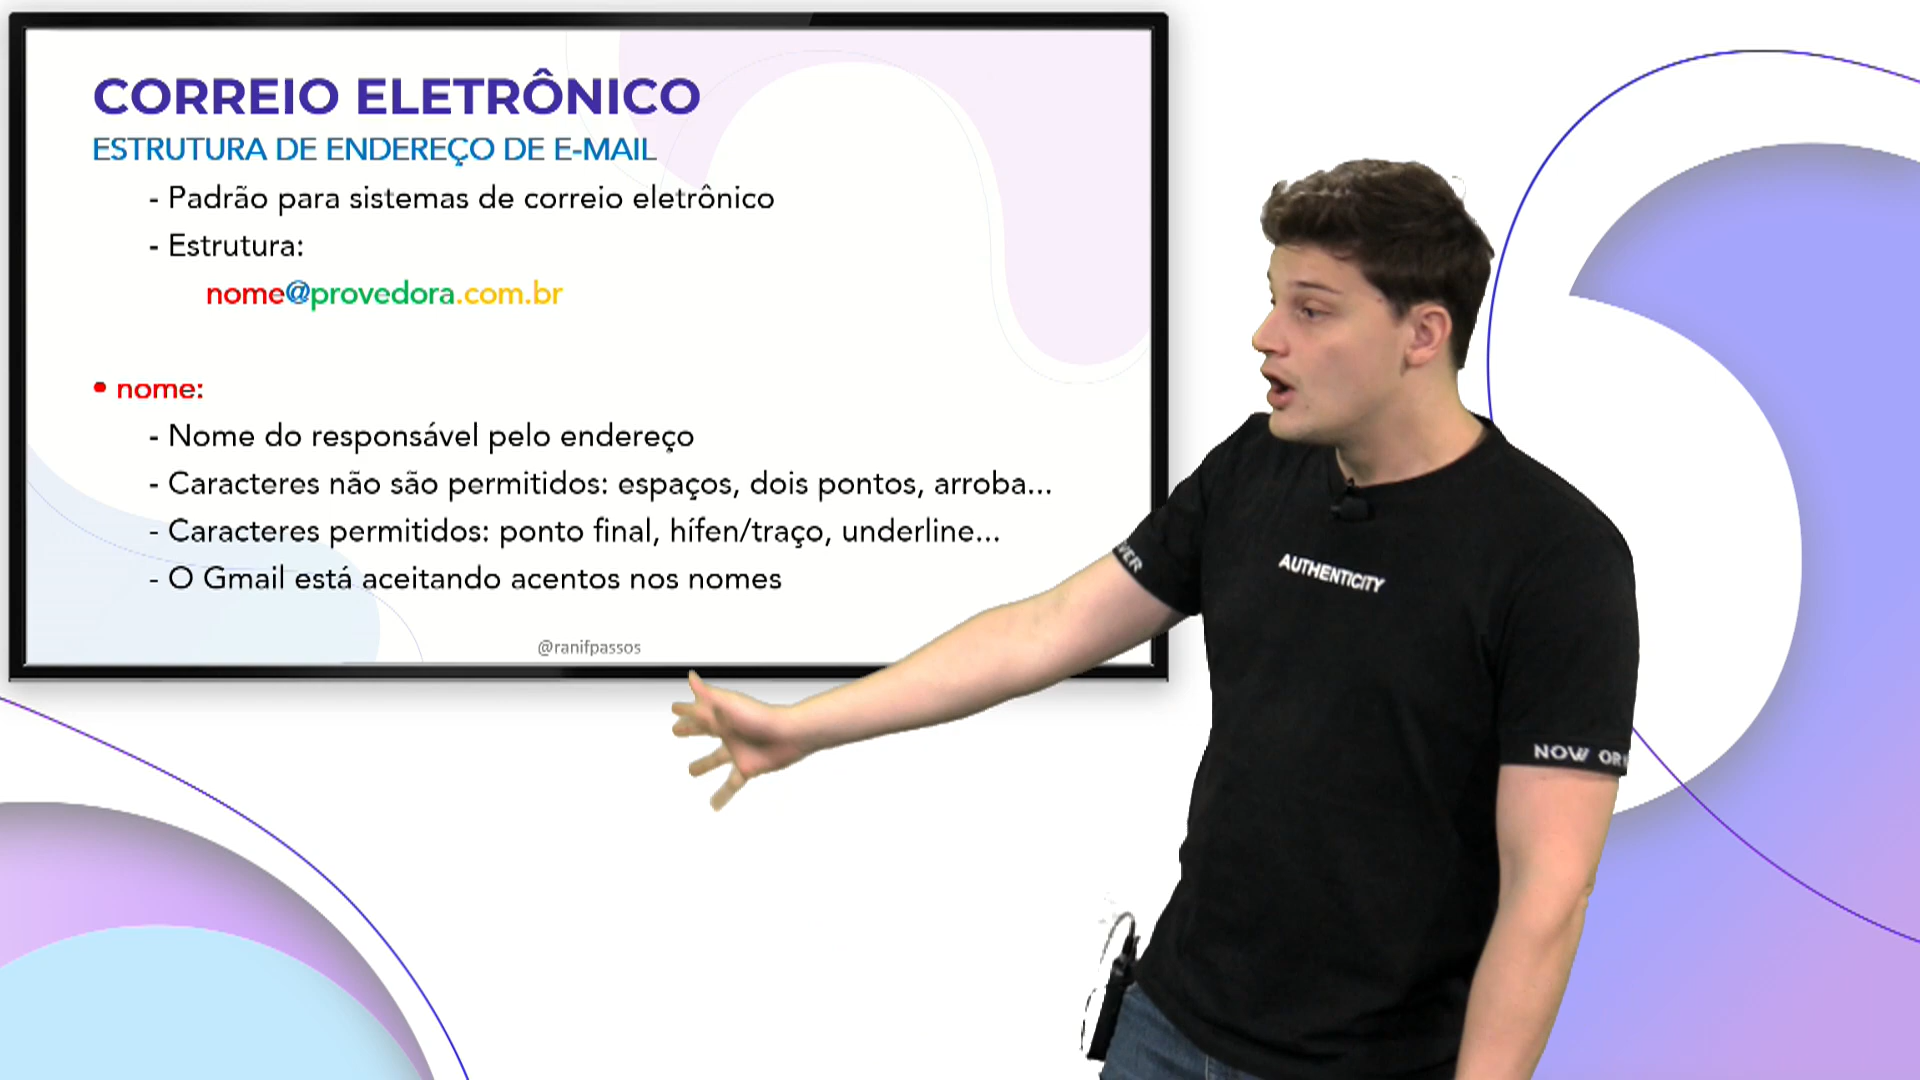 CORREIO ELETRÔNICO
ESTRUTURA DE ENDEREÇO DE E-MAIL
- Padrão para sistemas de correio eletrônico
- Estrutura:
nome@provedora.com.br
• nome:
- Nome do responsável pelo endereço
- Caracteres não são permitidos: espaços, dois pontos, arroba...
- Caracteres permitidos: ponto final, hífen/traço, underline...
- O Gmail está aceitando acentos nos nomes
@ranifpassos
VER
AUTHENTICITY
NOW OR